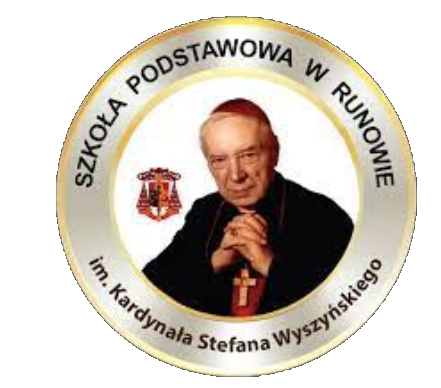 SZKOŁA PODSTAWOWA W RUNOWIE
im. Kardynała Stefana Wyszyńskiego